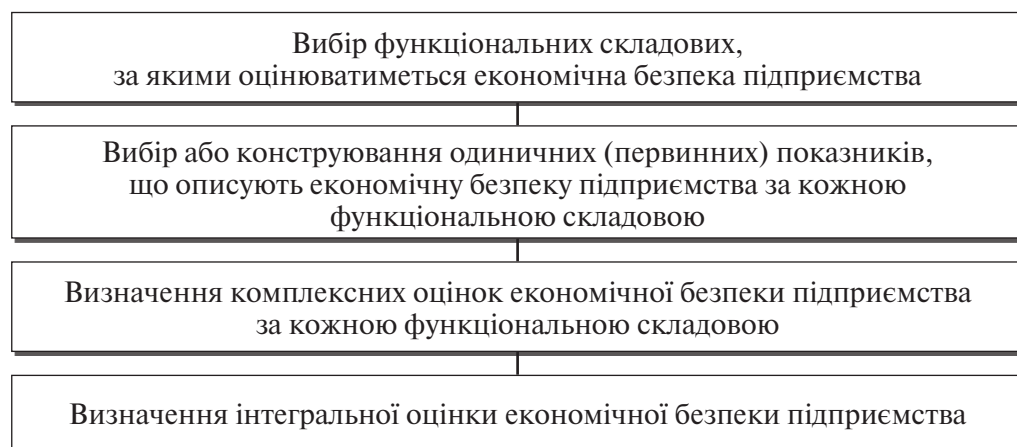 Вибір функціональних складових,
за якими оцінюватиметься економічна безпека підприємства
Вибір або конструювання одиничних (первинних) показників,
що описують економічну безпеку підприємства за кожною
функціональною складовою
Визначення комплексних оцінок економічної безпеки підприємства
за кожною функціональною складовою
Визначення інтегральної оцінки економічної безпеки підприємства